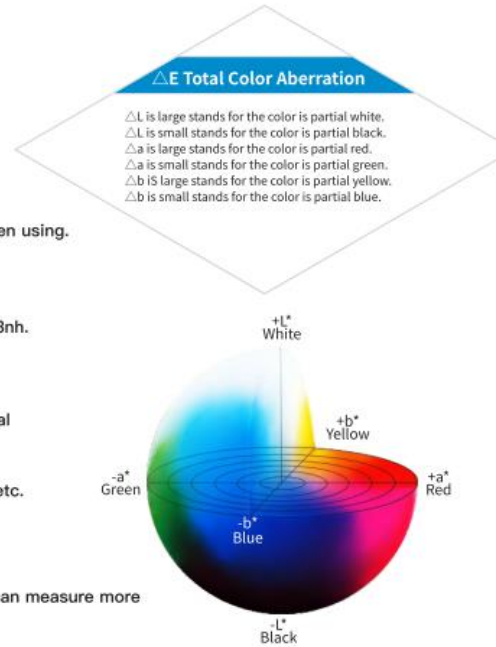 △E Total Color Aberration
△L is large stands for the color is partial white.
△L is small stands for the color is partial black.
△a is large stands for the color is partial red.
△a is small stands for the color is partial green.
△b iS large stands for the color is partial yellow.
△b is small stands for the color is partial blue.
en using.
3nh.
al
etc.
an measure more
+L*
White
+b*
Yellow
-a*
Green
+a*
Red
-b*
Blue
-L*
Black